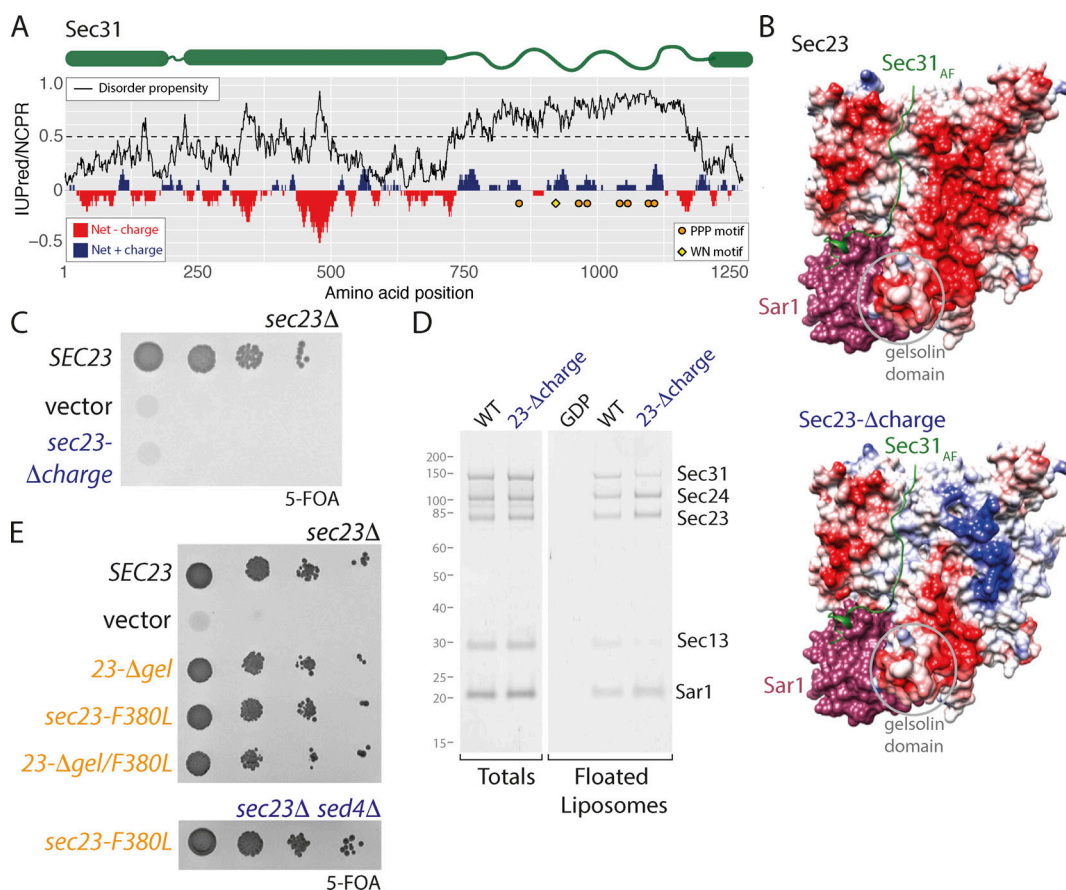 A
Sec31
1.0
0.5
0
−0.5
IUPred/NCPR
Disorder propensity
Net - charge
Net + charge
PPP motif
WN motif
1
250
500
750
1000
1250
Amino acid position
B
Sec23
Sec31AF
Sar1
gelsolin
domain
Sec23-Δcharge
Sec31AF
Sar1
gelsolin
domain
C
sec23Δ
SEC23
vector
sec23-
Δcharge
5-FOA
D
WT
23-Δcharge
GDP
WT
23-Δcharge
200
150
100
85
60
50
40
30
25
20
15
Sec31
Sec24
Sec23
Sec13
Sar1
Totals
Floated
Liposomes
E
sec23Δ
SEC23
vector
23-Δgel
sec23-F380L
23-Δgel/F380L
sec23Δ sed4Δ
sec23-F380L
5-FOA